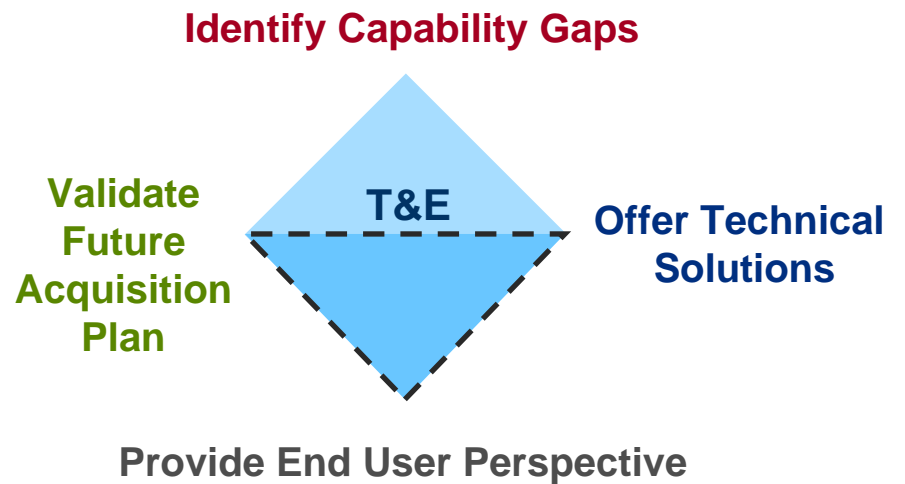 Identify Capability Gaps
Validate
Future
Acquisition
Plan
T&E
Offer Technical
Solutions
Provide End User Perspective